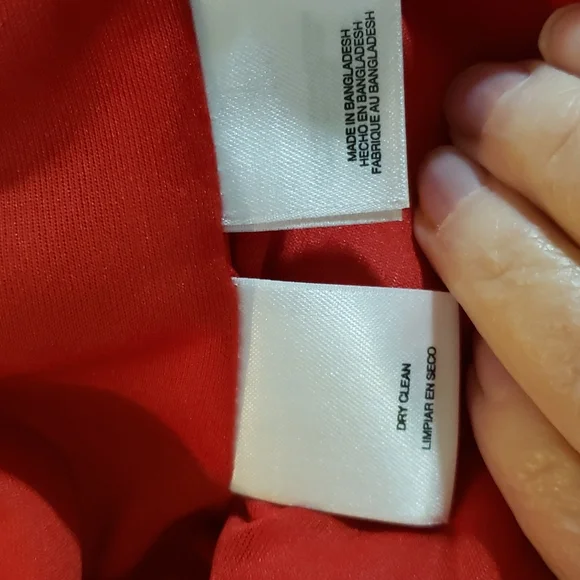 MADE IN BANGLADESH
HECHO EN BANGLADESH
FABRIQUE AU BANGLADESH
DRY CLEAN
LIMPIAR EN SECO